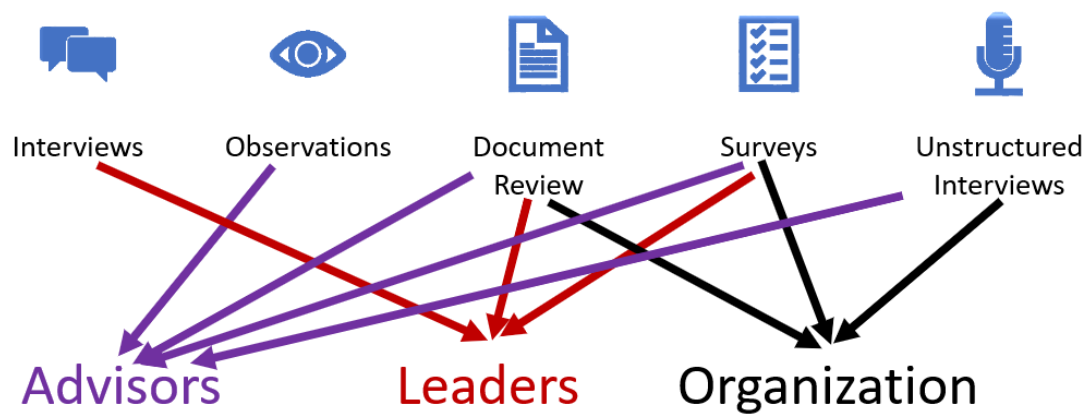 Interviews
Observations
Document
Review
Surveys
Unstructured
Interviews
Advisors
Leaders
Organization